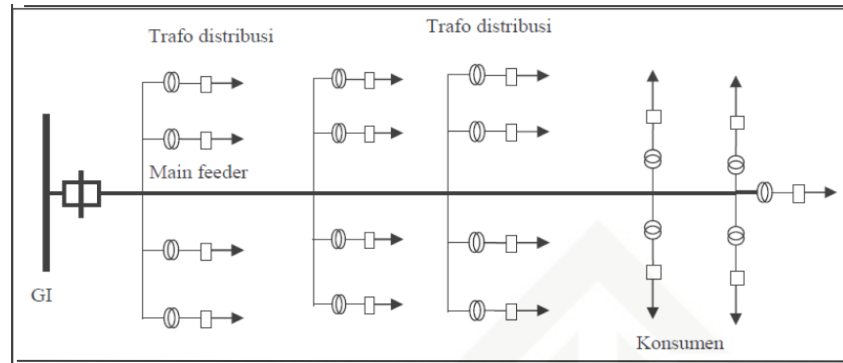 Trafo distribusi
Trafo distribusi
Main feeder
GI
Konsumen